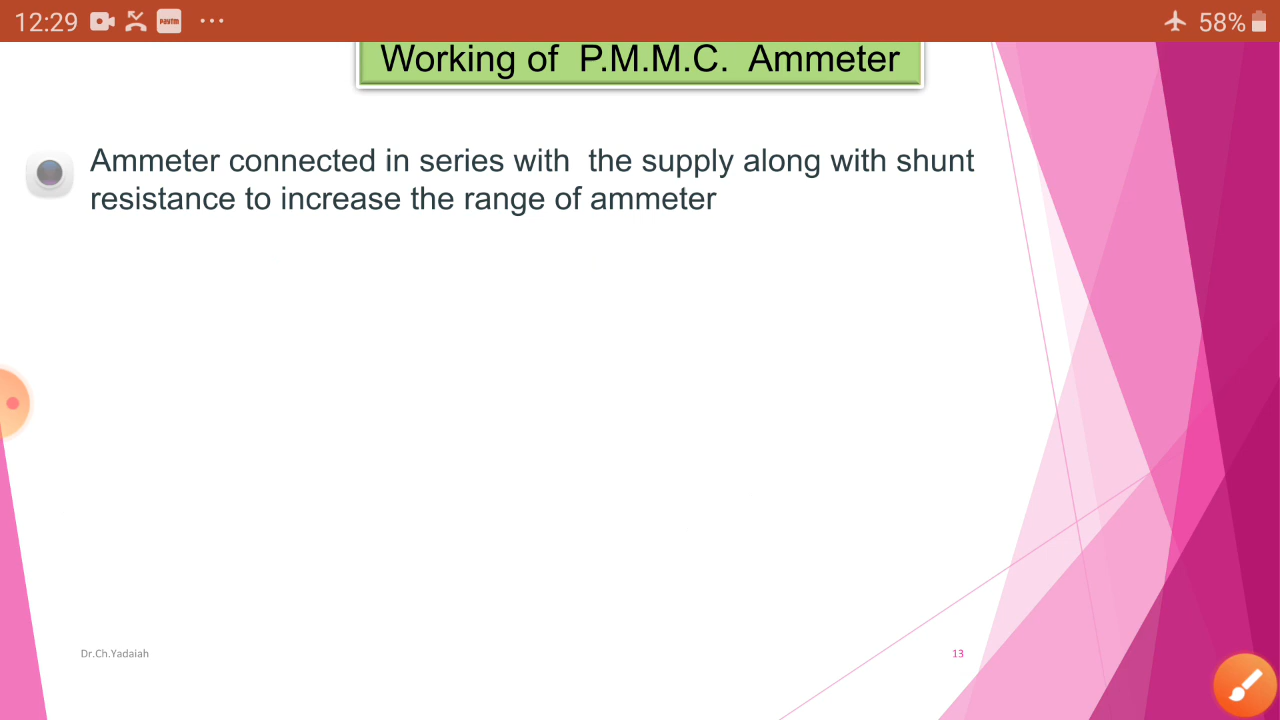 12:29 Paytm ... 58%
Working of P.M.M.C. Ammeter
Ammeter connected in series with the supply along with shunt
resistance to increase the range of ammeter
Dr.Ch.Yadaiah 13